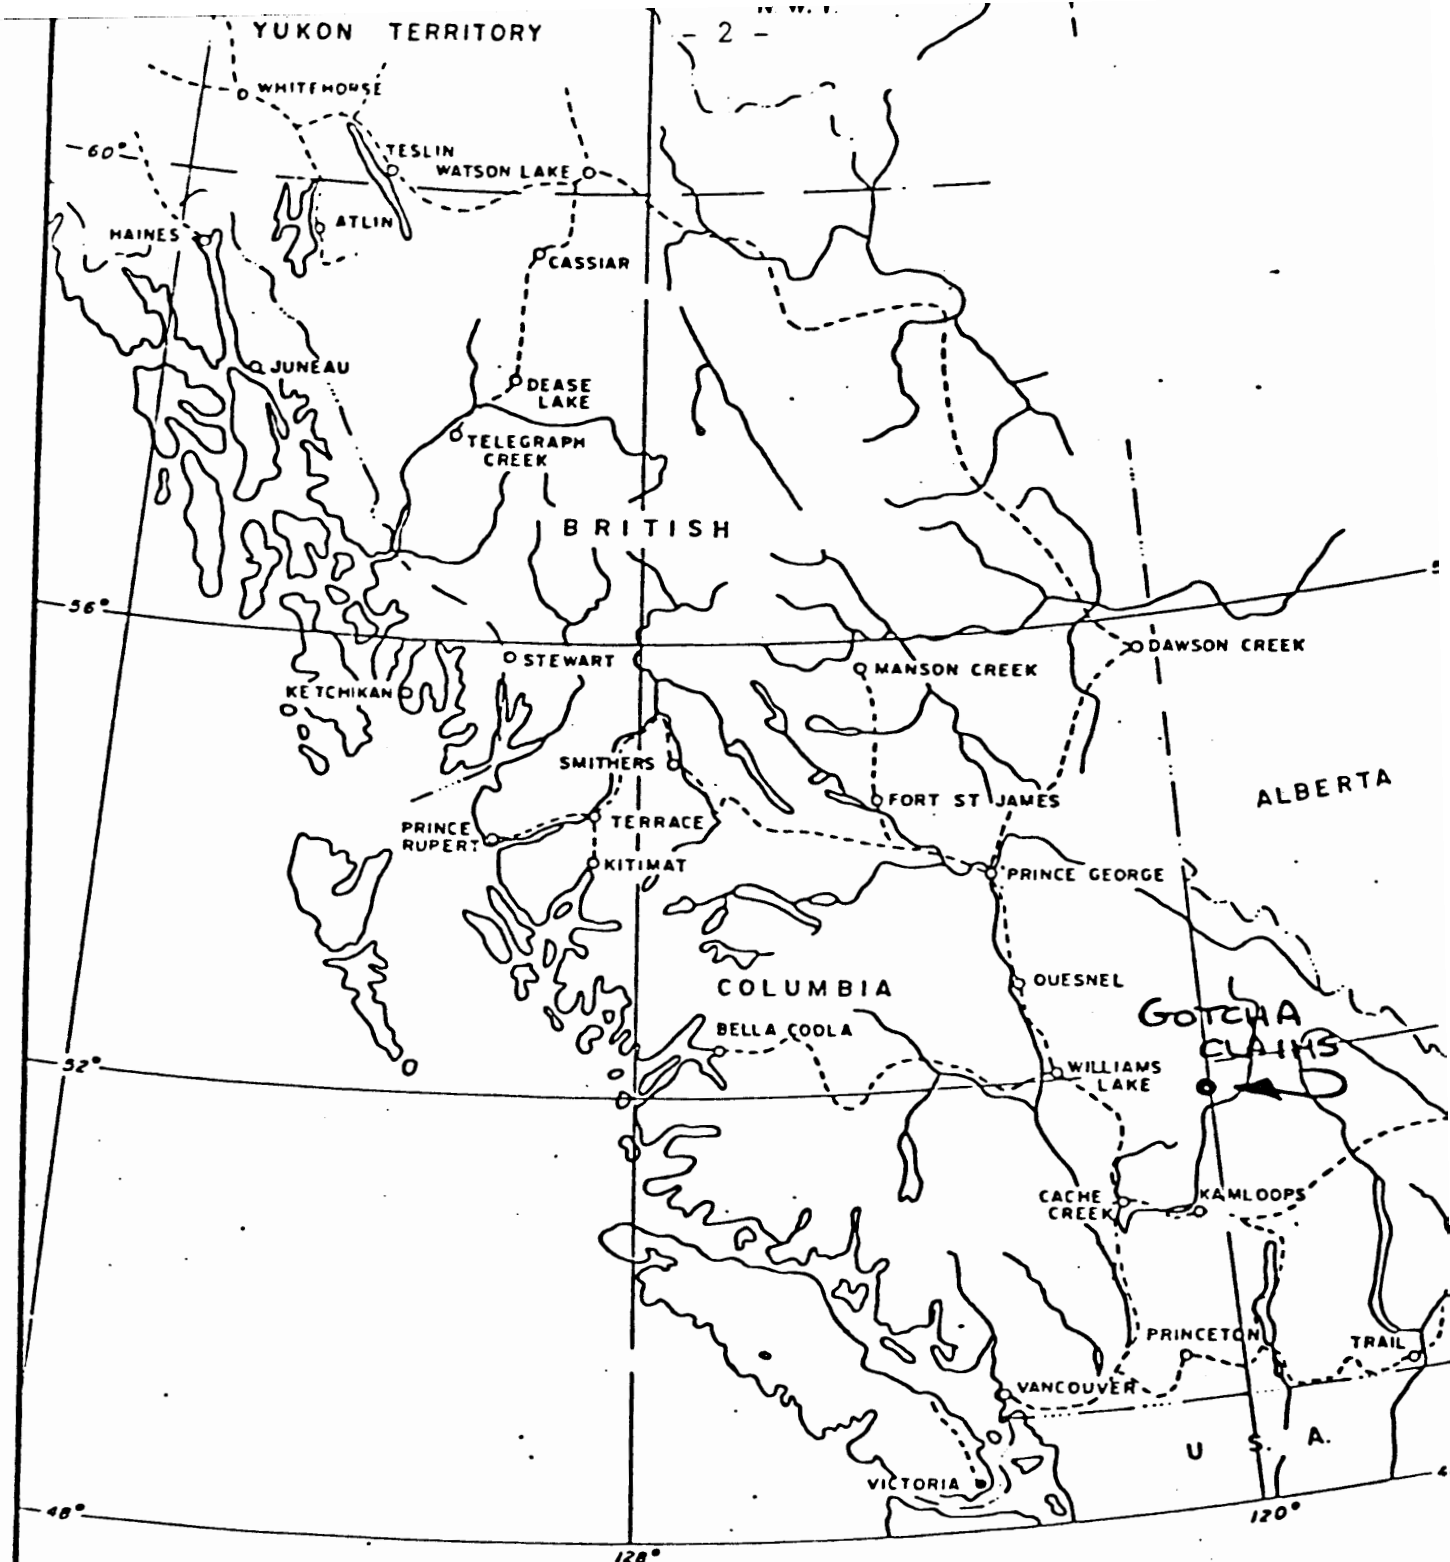 N.W.T.
YUKON TERRITORY
- 2 -
WHITEHORSE
60°
TESLIN
WATSON LAKE
ATLIN
HAINES
CASSIAR
JUNEAU
DEASE
LAKE
TELEGRAPH
CREEK
BRITISH
56°
DAWSON CREEK
STEWART
MANSON CREEK
KETCHIKAN
SMITHERS
ALBERTA
FORT ST JAMES
TERRACE
PRINCE
RUPERT
KITIMAT
PRINCE GEORGE
QUESNEL
COLUMBIA
GOTCHA
CLAIMS
BELLA COOLA
52°
WILLIAMS
LAKE
CACHE
CREEK
KAMLOOPS
PRINCETON
TRAIL
VANCOUVER
U. S. A.
VICTORIA
48°
120°
128°